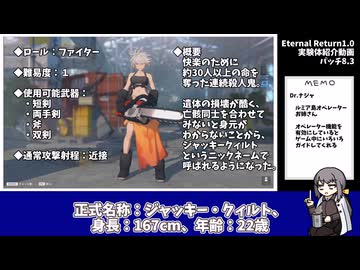 ◆ロール：ファイター
◆難易度：１
◆使用可能武器：
・短剣
・両手剣
・斧
・双剣
◆通常攻撃射程：近接
◆概要
快楽のために
約30人以上の命を
奪った連続殺人鬼。
遺体の損壊が酷く、
亡骸同士を合わせて
みないと身元が
わからないことから、
ジャッキークィルト
というニックネームで
呼ばれるようになった。
Eternal Return1.0
実験体紹介動画
パッチ8.3
MEMO
Dr.ナジャ
ルミア島オペレーター
お姉さん
オペレーター機能を
有効にしていると
ゲーム中にいろいろ
ガイドしてくれる
正式名称：ジャッキー・クィルト、
身長：167cm、年齢：22歳